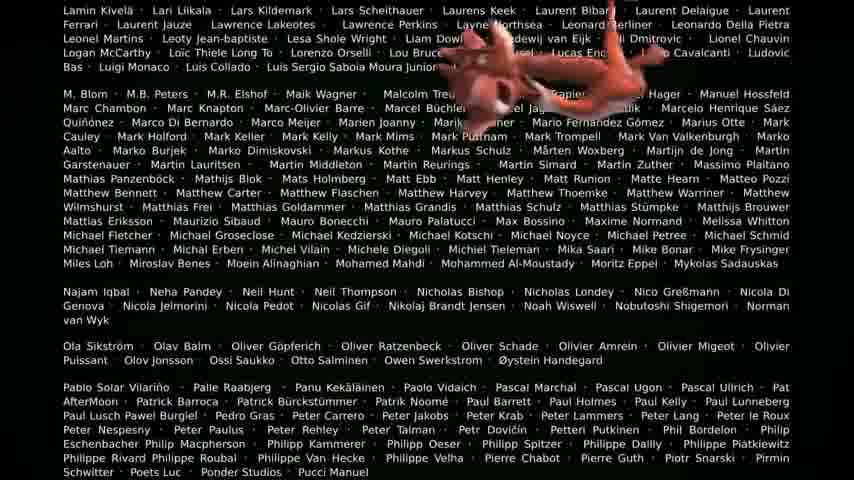 Lamin Kivelä · Lari Liikala · Lars Kildemark · Lars Scheithauer · Laurens Keek · Laurent · Laurent Delaigue · Laurent
Ferrari · Laurent Jauze · Lawrence Lakeotes · Lawrence Perkins · Layne Northsea · Leonard Berliner · Leonardo Della Pietra
Leonel Martins · Leoty Jean-baptiste · Lesa Shole Wright · Liam van Eijk · Dmitrovic · Lionel Chauvin
Logan McCarthy · Loïc Thiele Long To · Lorenzo Orselli · Lou · Lucas · Cavalcanti · Ludovic
Bas · Luigi Monaco · Luis Collado · Luis Sergio Saboia Moura Junior
M. Blom · M.B. Peters · M.R. Elshof · Maik Wagner · Malcolm · Hager · Manuel Hossfeld
Marc Chambon · Marc Knapton · Marc-Olivier Barre · Marcel · Marcelo Henrique Sáez
Quiñónez · Marco Di Bernardo · Marco Meijer · Marien Joanny · Mario Fernandez Gómez · Marius Otte · Mark
Cauley · Mark Holford · Mark Keller · Mark Kelly · Mark Mims · Mark Putnam · Mark Trompell · Mark Van Valkenburgh · Marko
Aalto · Marko Burjek · Marko Dimiskovski · Markus Kothe · Markus Schulz · Mårten Woxberg · Martijn de Jong · Martin
Garstenauer · Martin Lauritsen · Martin Middleton · Martin Reurings · Martin Simard · Martin Zuther · Massimo Plaitano
Mathias Panzenböck · Mathijs Blok · Mats Holmberg · Matt Ebb · Matt Henley · Matt Runion · Matte Hearn · Matteo Pozzi
Matthew Bennett · Matthew Carter · Matthew Flaschen · Matthew Harvey · Matthew Thoemke · Matthew Warriner · Matthew
Wilmshurst · Matthias Frei · Matthias Goldammer · Matthias Grandis · Matthias Schulz · Matthias Stümpke · Matthijs Brouwer
Mattias Eriksson · Maurizio Sibaud · Mauro Bonecchi · Mauro Palatucci · Max Bossino · Maxime Normand · Melissa Whitton
Michael Fletcher · Michael Groseclose · Michael Kedzierski · Michael Kotschi · Michael Noyce · Michael Petree · Michael Schmid
Michael Tiemann · Michal Erben · Michel Vilain · Michele Diegoli · Michiel Tieleman · Mika Saari · Mike Bonar · Mike Frysinger
Miles Loh · Miroslav Benes · Moein Alinaghian · Mohamed Mahdi · Mohammed Al-Moustady · Moritz Eppel · Mykolas Sadauskas
Najam Iqbal · Neha Pandey · Neil Hunt · Neil Thompson · Nicholas Bishop · Nicholas Londey · Nico Greßmann · Nicola Di
Genova · Nicola Jelmorini · Nicola Pedot · Nicolas Gif · Nikolaj Brandt Jensen · Noah Wiswell · Nobutoshi Shigemori · Norman
van Wyk
Ola Sikström · Olav Balm · Oliver Göpferich · Oliver Ratzenbeck · Oliver Schade · Olivier Amrein · Olivier Migeot · Olivier
Puissant · Olov Jonsson · Ossi Saukko · Otto Salminen · Owen Swerkstrom · Øystein Handegard
Pablo Solar Vilariño · Palle Raabjerg · Panu Kekäläinen · Paolo Vidaich · Pascal Marchal · Pascal Ugon · Pascal Ullrich · Pat
AfterMoon · Patrick Barroca · Patrick Bürckstümmer · Patrik Noomé · Paul Barrett · Paul Holmes · Paul Kelly · Paul Lunneberg
Paul Lusch Pawel Burgiel · Pedro Gras · Peter Carrero · Peter Jakobs · Peter Krab · Peter Lammers · Peter Lang · Peter le Roux
Peter Nespesny · Peter Paulus · Peter Rehley · Peter Talman · Petr Dovičín · Petteri Putkinen · Phil Bordelon · Philip
Eschenbacher Philip Macpherson · Philipp Kammerer · Philipp Oeser · Philipp Spitzer · Philippe Dallly · Philippe Piatkiewitz
Philippe Rivard Philippe Roubal · Philippe Van Hecke · Philippe Velha · Pierre Chabot · Pierre Guth · Piotr Snarski · Pirmin
Schwitter · Poets Luc · Ponder Studios · Pucci Manuel